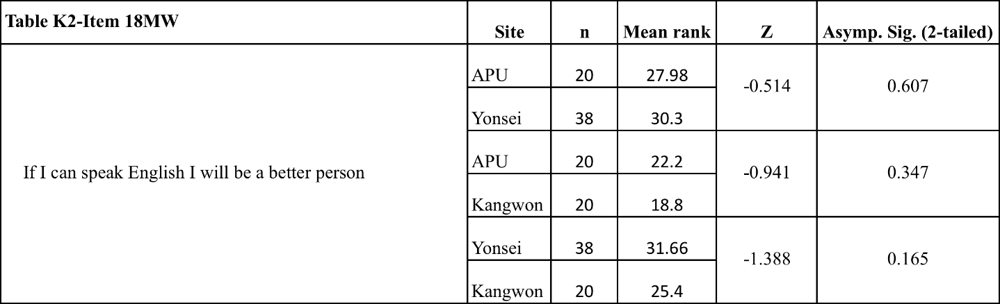 Table K2-Item 18MW
Site n Mean rank Z Asymp. Sig. (2-tailed)
If I can speak English I will be a better person
APU 20 27.98 -0.514 0.607
Yonsei 38 30.3
APU 20 22.2 -0.941 0.347
Kangwon 20 18.8
Yonsei 38 31.66 -1.388 0.165
Kangwon 20 25.4